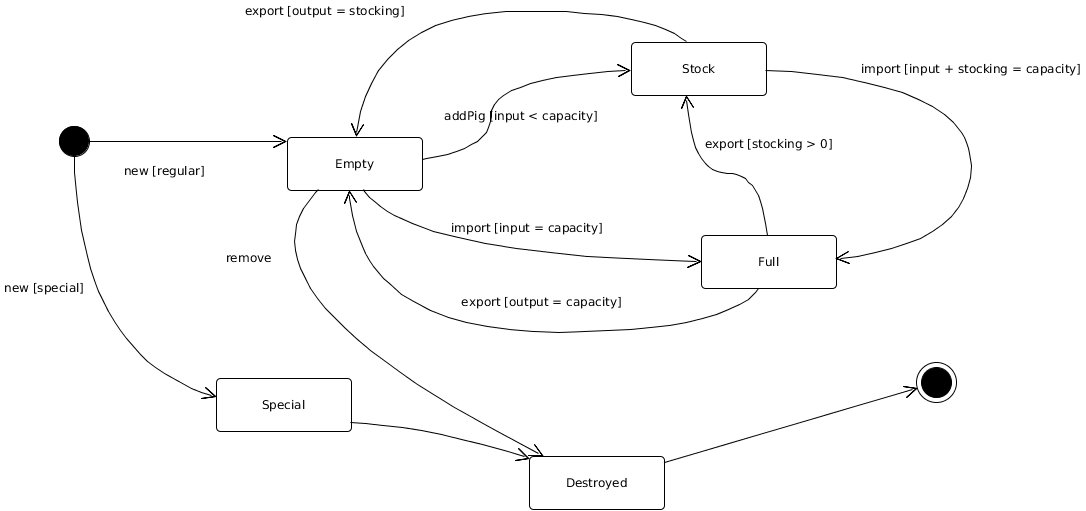 export [output = stocking]
Stock
import [input + stocking = capacity]
addPig [input < capacity]
export [stocking > 0]
Empty
new [regular]
import [input = capacity]
remove
Full
new [special]
export [output = capacity]
Special
Destroyed